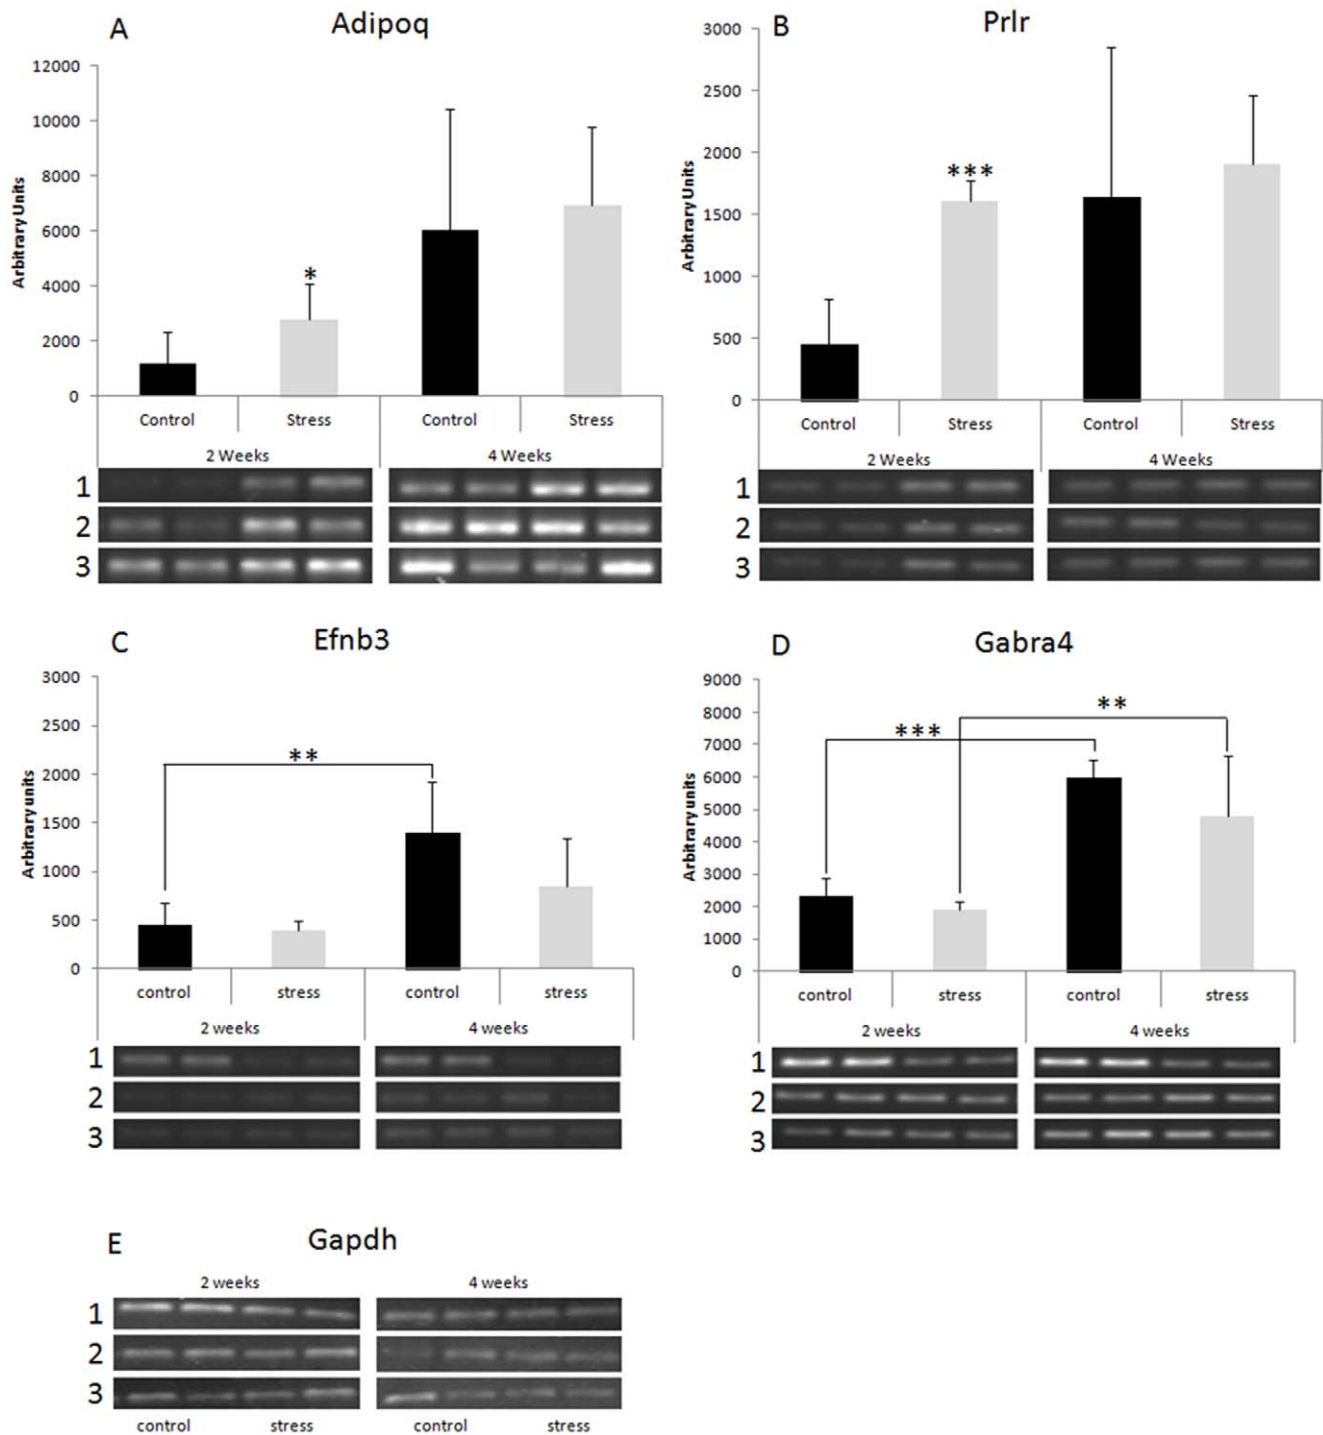 A
Adipoq
12000
10000
8000
6000
4000
2000
0
Arbitrary Units
*
Control
Stress
Control
Stress
2 Weeks
4 Weeks
1
2
3
B
Prlr
3000
2500
2000
1500
1000
500
0
Arbitrary Units
***
Control
Stress
Control
Stress
2 Weeks
4 Weeks
1
2
3
C
Efnb3
3000
2500
2000
1500
1000
500
0
Arbitrary units
**
control
stress
control
stress
2 weeks
4 weeks
1
2
3
D
Gabra4
9000
8000
7000
6000
5000
4000
3000
2000
1000
0
Arbitrary units
***
**
control
stress
control
stress
2 weeks
4 weeks
1
2
3
E
Gapdh
2 weeks
4 weeks
1
2
3
control
stress
control
stress